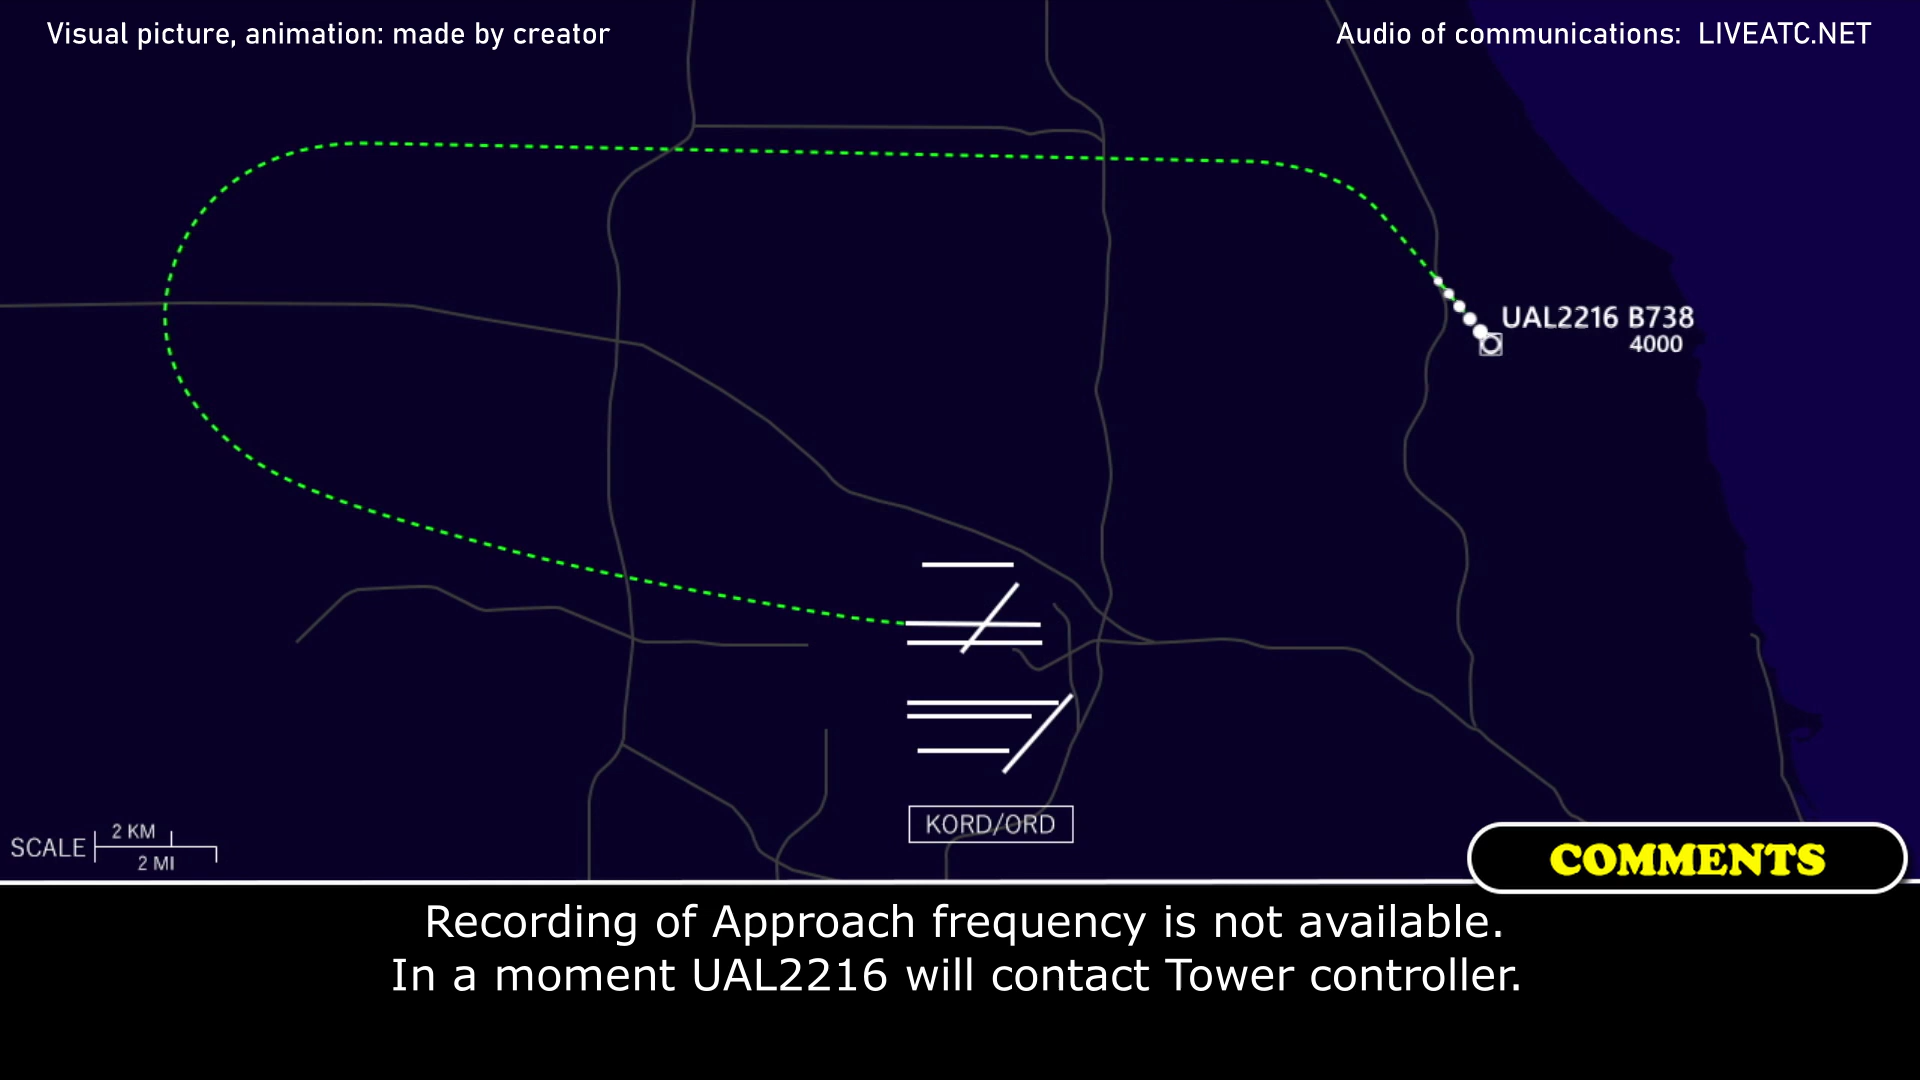 Visual picture, animation: made by creator
Audio of communications: LIVEATC.NET
UAL2216 B738
4000
KORD/ORD
SCALE
2 KM
2 MI
COMMENTS
Recording of Approach frequency is not available.
In a moment UAL2216 will contact Tower controller.